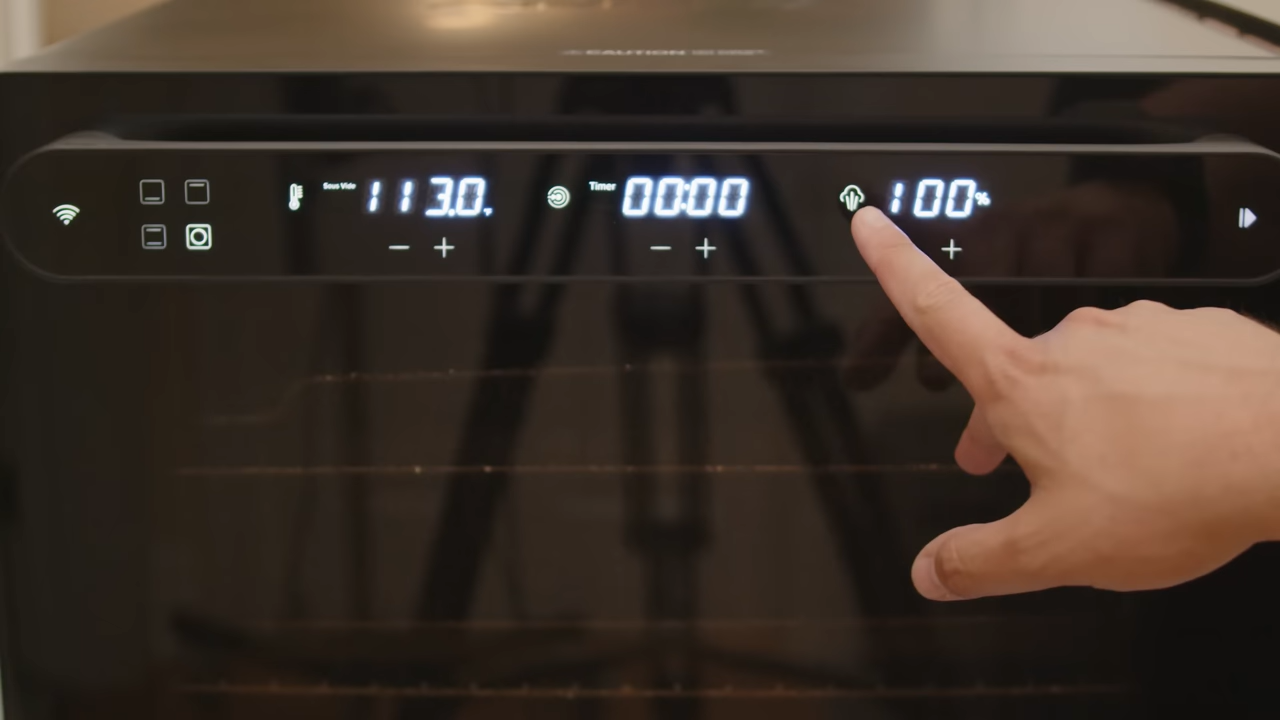 CAUTION
Sous Vide 113.0°F
Timer 00:00
100%
− +
− +
+